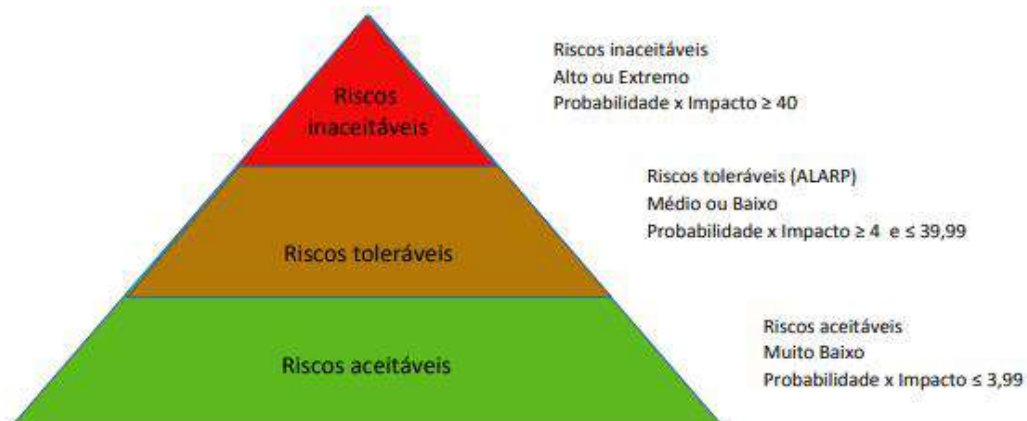 Riscos inaceitáveis
Alto ou Extremo
Probabilidade x Impacto ≥ 40
Riscos
inaceitáveis
Riscos toleráveis (ALARP)
Médio ou Baixo
Probabilidade x Impacto ≥ 4 e ≤ 39,99
Riscos toleráveis
Riscos aceitáveis
Muito Baixo
Probabilidade x Impacto ≤ 3,99
Riscos aceitáveis